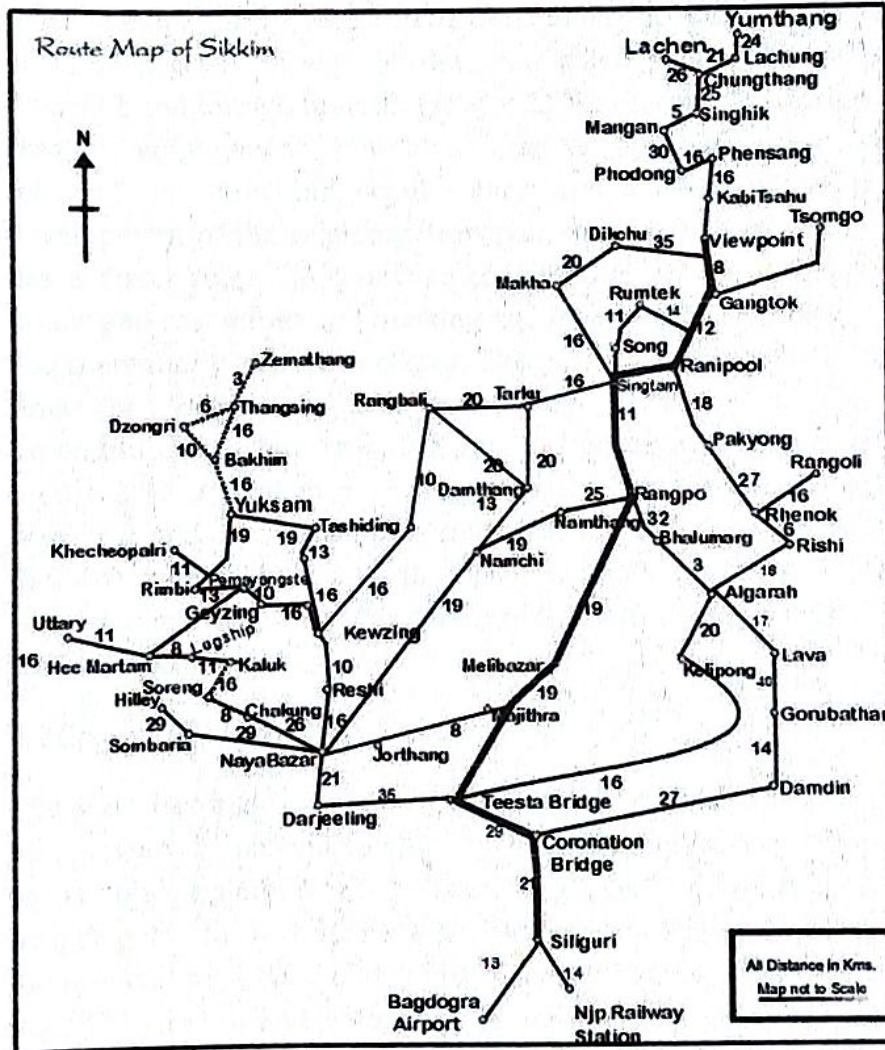 Route Map of Sikkim
Yumthang
24
Lachen
21
Lachung
26
Chungthang
25
5
Singhik
Mangan
N
30
16
Phensang
Phodong
16
KabiTsahu
Tsomgo
Dikchu
35
Viewpoint
20
8
Makha
Rumtek
Gangtok
11
14
12
16
Song
Ranipool
Zemathang
3
16
Singtam
Rangbali
20
Tarku
6
Thangsing
11
18
Dzongri
16
10
Pakyong
Bakhim
20
20
Rangoli
16
10
Damthang
27
16
13
25
Rangpo
Yuksam
Rhenok
Tashiding
Namthang
32
6
19
19
Bhalumarg
Rishi
Khecheopalri
13
19
Namchi
11
3
18
Pemayangste
16
Rimbi
13
10
Algarah
Geyzing
16
19
19
20
17
Uttary
11
Legship
Kewzing
Lava
16
8
Melibazar
Kolipong
Hee Martam
11
Kaluk
10
40
Soreng
16
Reshi
19
Hilley
Gorubathan
8
Chakung
16
Majithra
29
26
8
Sombaria
29
14
NayaBazar
Jorthang
21
16
35
Teesta Bridge
27
Damdin
Darjeeling
29
Coronation
Bridge
21
Siliguri
13
14
All Distance in Kms.
Map not to Scale
Bagdogra
Airport
Njp Railway
Station